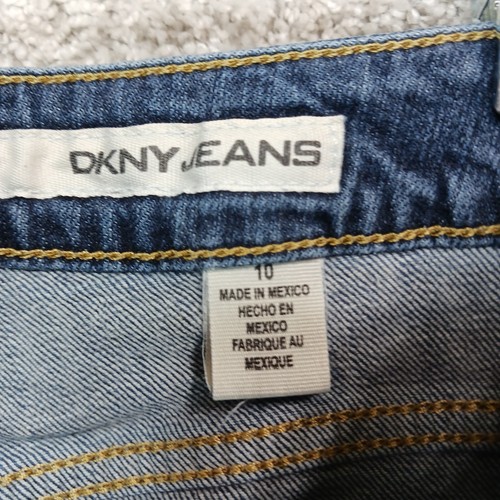 DKNY JEANS
10
MADE IN MEXICO
HECHO EN
MEXICO
FABRIQUE AU
MEXIQUE